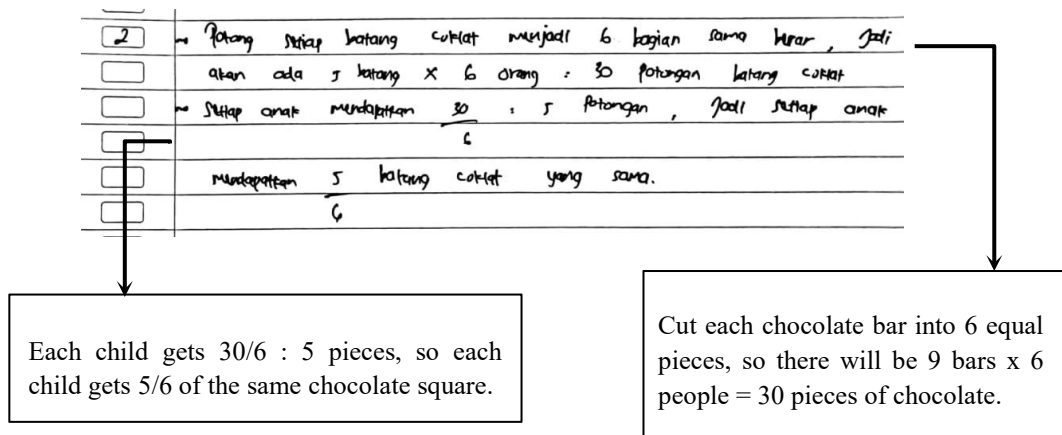 2 ~ Potong setiap batang coklat menjadi 6 bagian sama besar, Jadi
akan ada 5 batang x 6 orang = 30 potongan batang coklat
~ Setiap anak mendapatkan 30/6 = 5 potongan, Jadi setiap anak
mendapatkan 5/6 batang coklat yang sama.
Each child gets 30/6 : 5 pieces, so each
child gets 5/6 of the same chocolate square.
Cut each chocolate bar into 6 equal
pieces, so there will be 9 bars x 6
people = 30 pieces of chocolate.